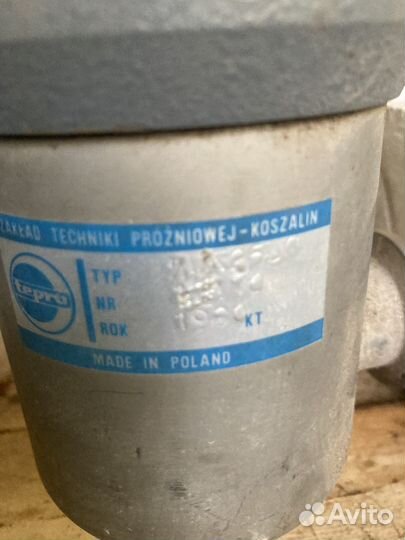 ZAKŁAD TECHNIKI PRÓŻNIOWEJ-KOSZALIN
tepro
TYP
NR
ROK KT
MADE IN POLAND
Avito